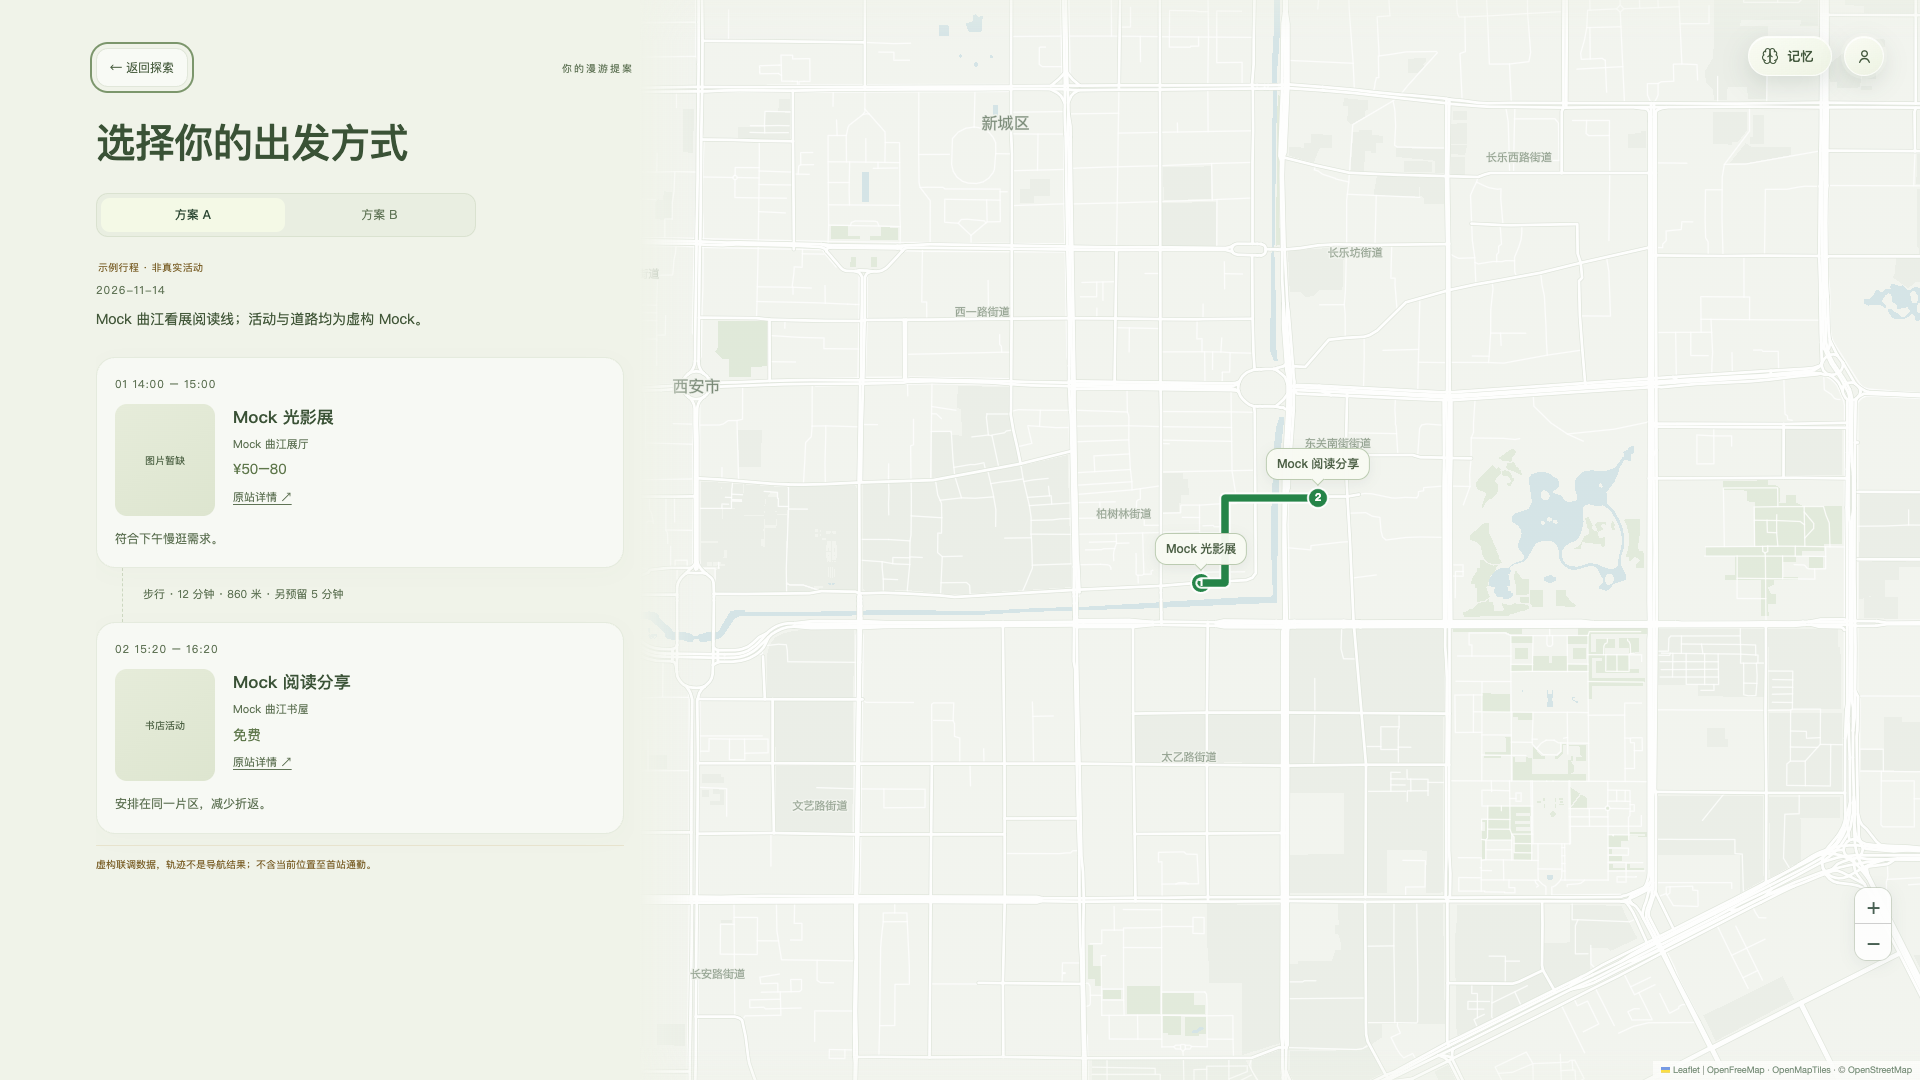 ← 返回探索
你的漫游提案
选择你的出发方式
方案 A
方案 B
示例行程 · 非真实活动
2026-11-14
Mock 曲江看展阅读线；活动与道路均为虚构 Mock。
01 14:00 — 15:00
图片暂缺
Mock 光影展
Mock 曲江展厅
¥50—80
原站详情 ↗
符合下午慢逛需求。
步行 · 12 分钟 · 860 米 · 另预留 5 分钟
02 15:20 — 16:20
书店活动
Mock 阅读分享
Mock 曲江书屋
免费
原站详情 ↗
安排在同一片区，减少折返。
虚构联调数据，轨迹不是导航结果；不含当前位置至首站通勤。
记忆
新城区
长乐西路街道
长乐坊街道
街道
西一路街道
西安市
东关南街街道
Mock 阅读分享
2
柏树林街道
Mock 光影展
太乙路街道
文艺路街道
长安路街道
+
−
Leaflet | OpenFreeMap · OpenMapTiles · © OpenStreetMap